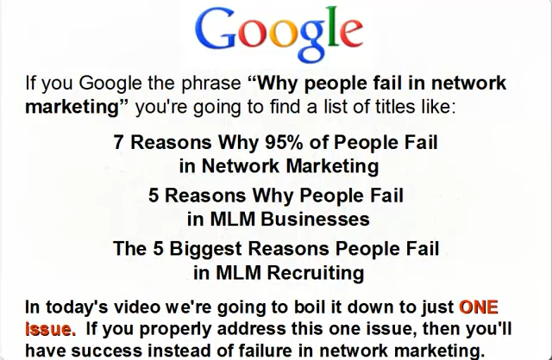 Google
If you Google the phrase “Why people fail in network
marketing” you're going to find a list of titles like:
7 Reasons Why 95% of People Fail
in Network Marketing
5 Reasons Why People Fail
in MLM Businesses
The 5 Biggest Reasons People Fail
in MLM Recruiting
In today's video we're going to boil it down to just ONE
Issue. If you properly address this one issue, then you'll
have success instead of failure in network marketing.